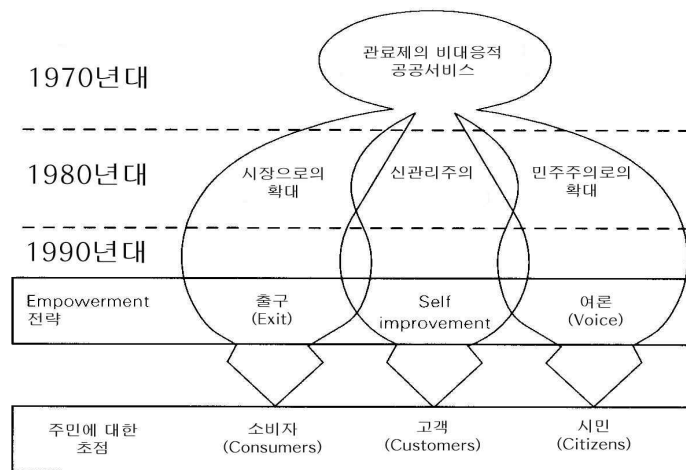 관료제의 비대응적
공공서비스
1970년대
1980년대
시장으로의
확대
신관리주의
민주주의로의
확대
1990년대
Empowerment
전략
출구
(Exit)
Self
improvement
여론
(Voice)
주민에 대한
초점
소비자
(Consumers)
고객
(Customers)
시민
(Citizens)